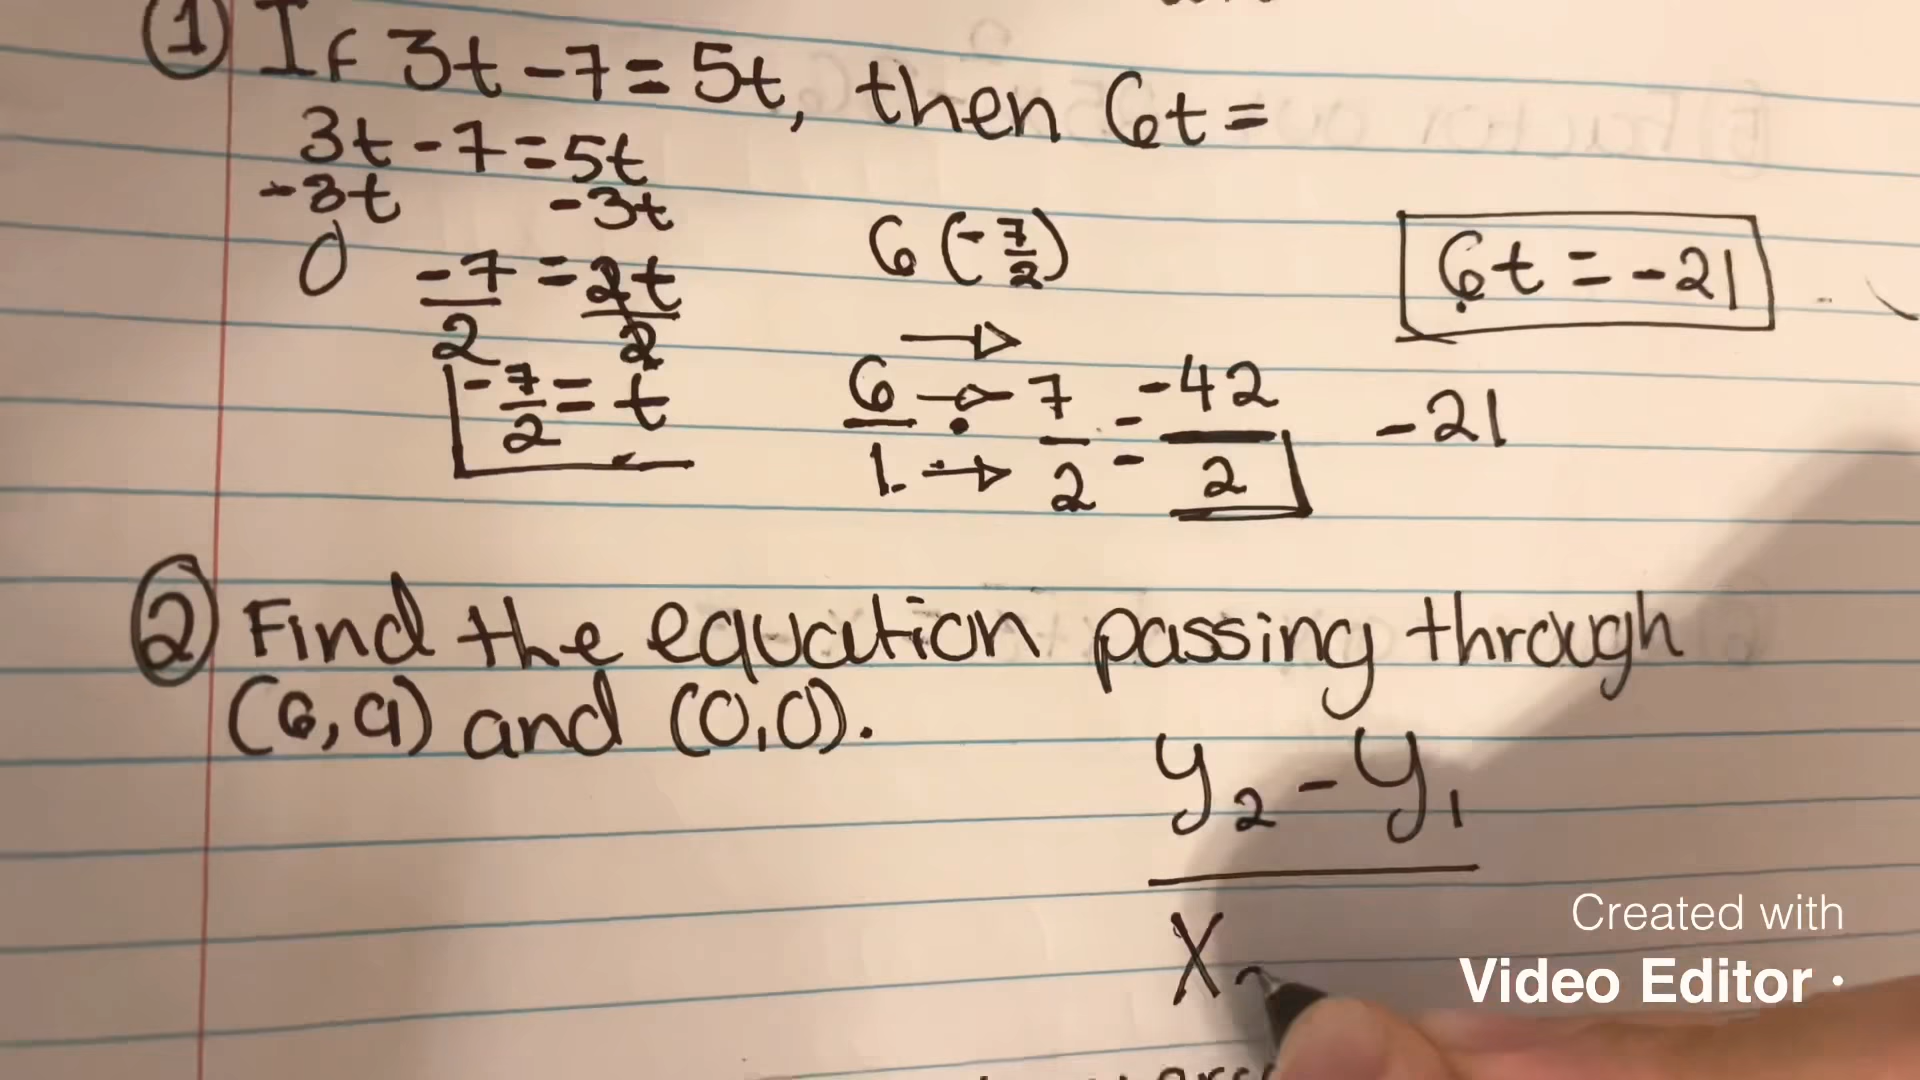 ① If 3t - 7 = 5t, then 6t =
3t - 7 = 5t
-3t -3t
0 -7/2 = 2t/2
-7/2 = t
6 (-7/2)
6/1 · -7/2 = -42/2
-21
6t = -21
② Find the equation passing through
(6,9) and (0,0).
y₂ - y₁
X
Created with
Video Editor ·